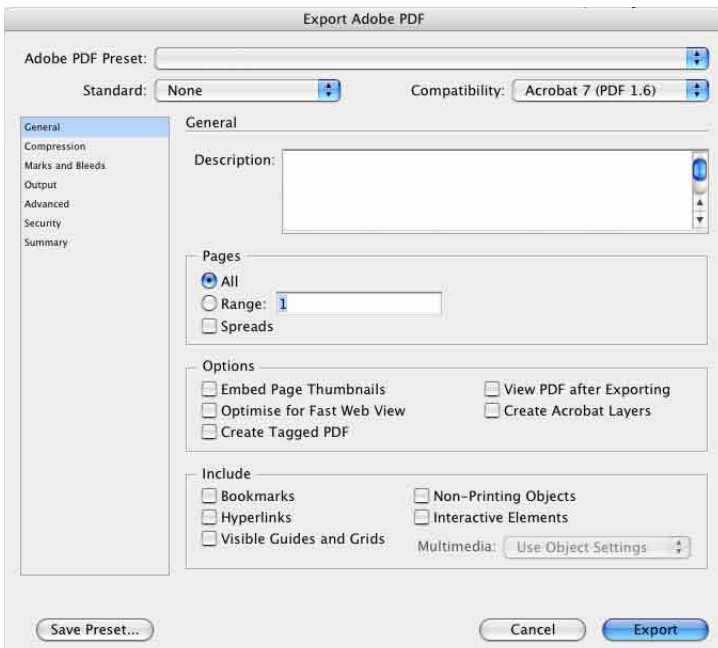 Export Adobe PDF
Adobe PDF Preset:
Standard: None Compatibility: Acrobat 7 (PDF 1.6)
General
Compression
Marks and Bleeds
Output
Advanced
Security
Summary
General
Description:
Pages
All
Range: 1
Spreads
Options
Embed Page Thumbnails View PDF after Exporting
Optimise for Fast Web View Create Acrobat Layers
Create Tagged PDF
Include
Bookmarks Non-Printing Objects
Hyperlinks Interactive Elements
Visible Guides and Grids Multimedia: Use Object Settings
Save Preset... Cancel Export